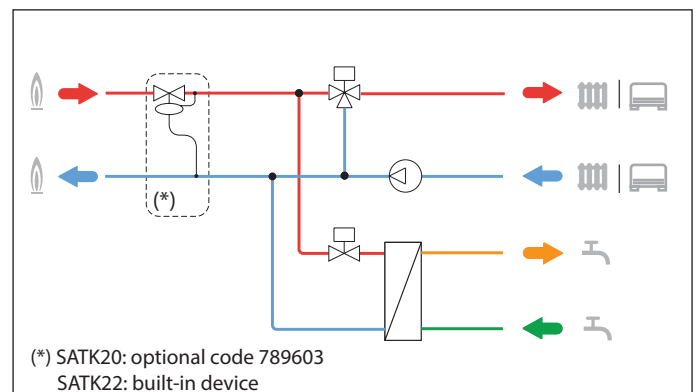 (*)
(*) SATK20: optional code 789603
SATK22: built-in device